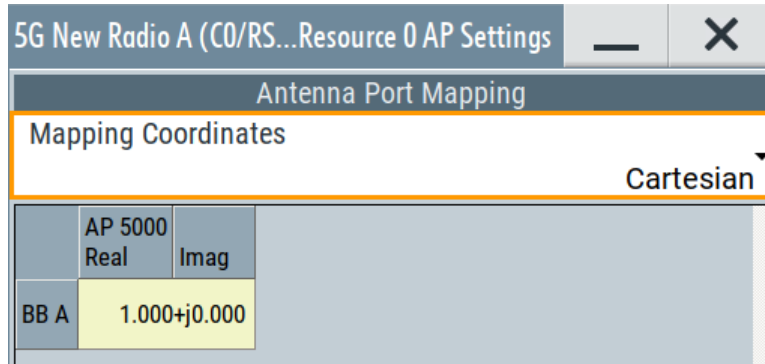 5G New Radio A (C0/RS...Resource 0 AP Settings
Antenna Port Mapping
Mapping Coordinates
Cartesian
AP 5000
Real Imag
BB A 1.000+j0.000